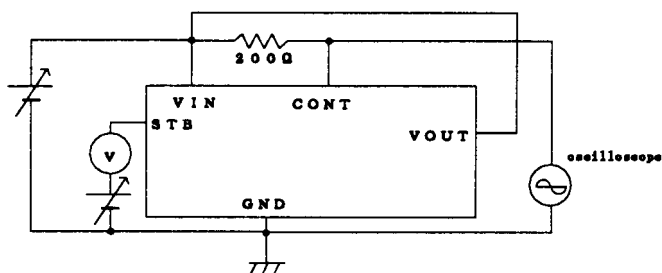 200Ω
VIN CONT
STB
VOUT
V
oscilloscope
GND